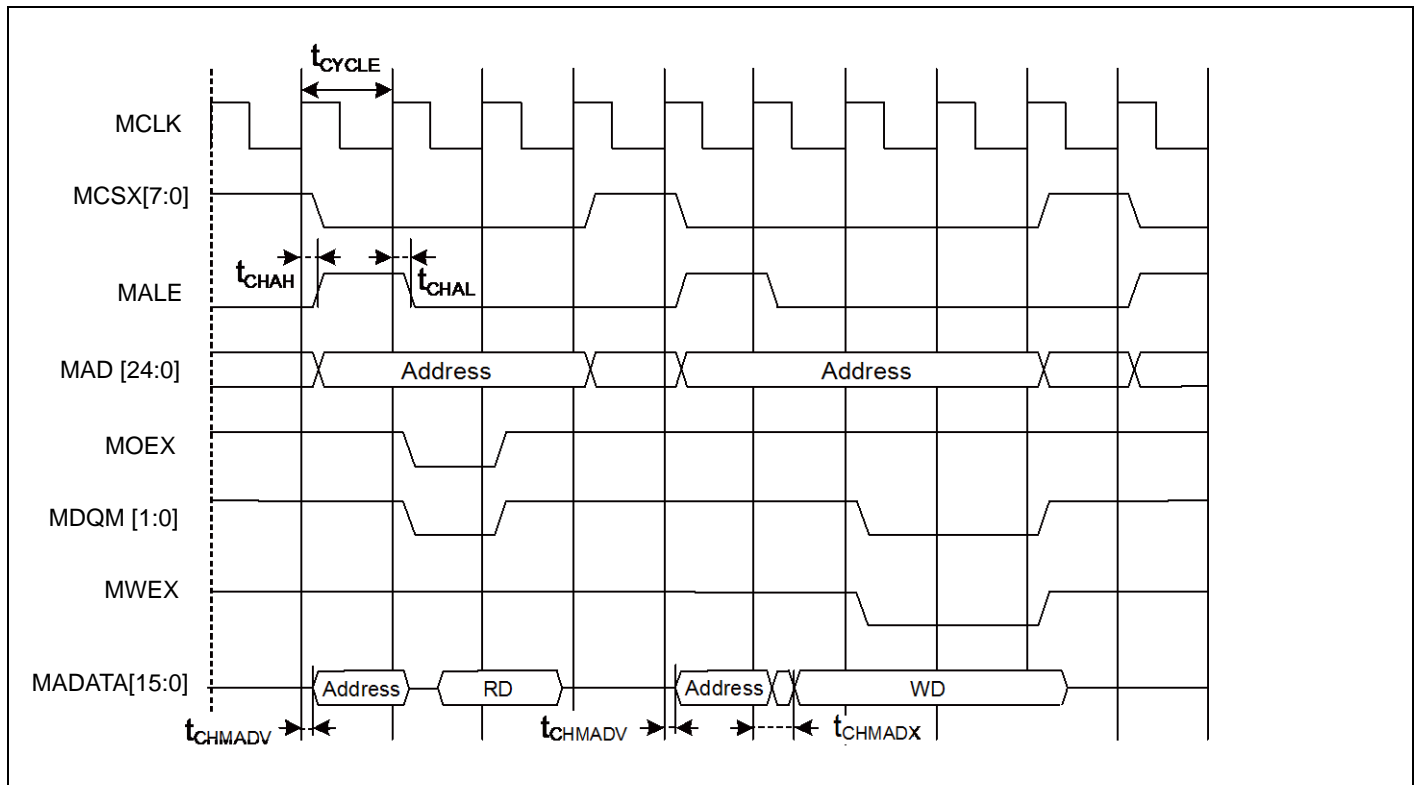 tCYCLE
MCLK
MCSX[7:0]
tCHAH
tCHAL
MALE
MAD [24:0]
Address
Address
MOEX
MDQM [1:0]
MWEX
MADATA[15:0]
Address
RD
Address
WD
tCHMADV
tCHMADV
tCHMADX